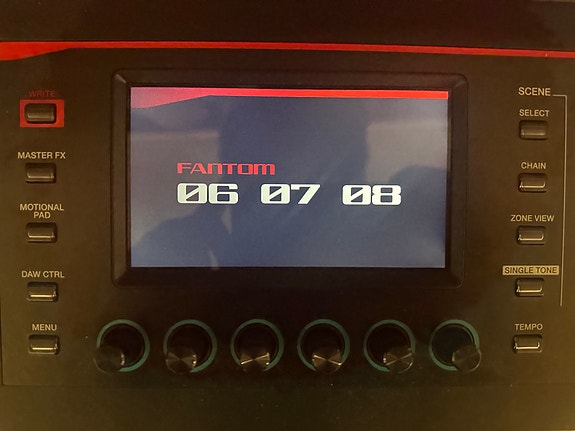 WRITE
MASTER FX
MOTIONAL
PAD
DAW CTRL
MENU
FANTOM
06 07 08
SCENE
SELECT
CHAIN
ZONE VIEW
SINGLE TONE
TEMPO